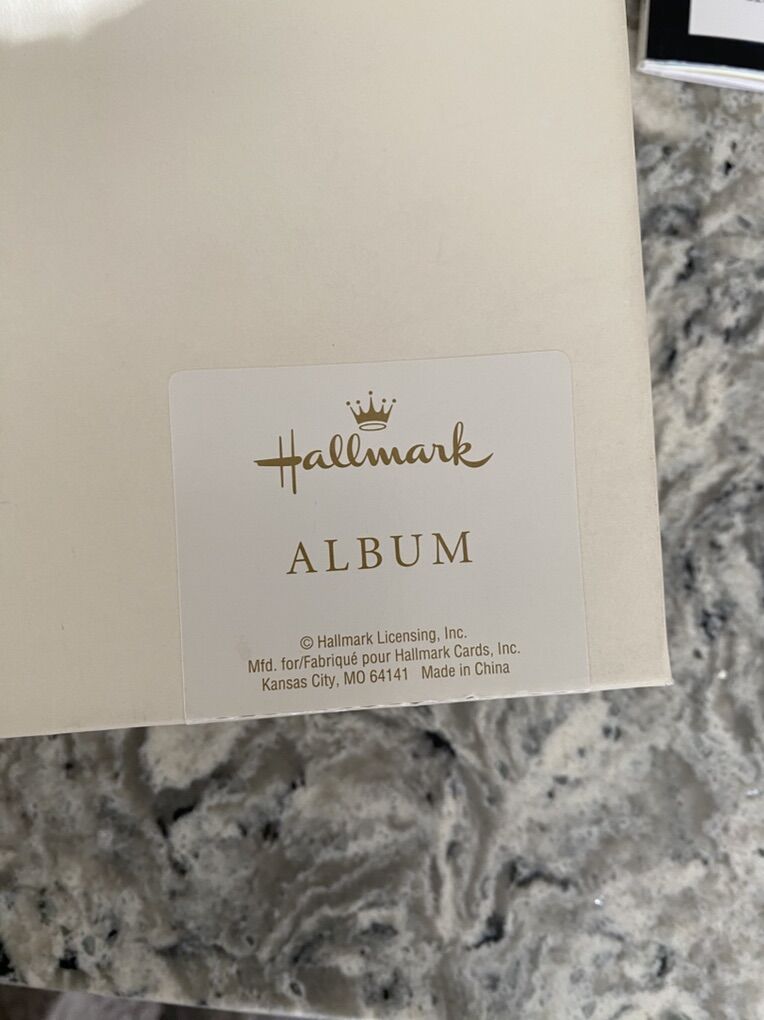 Hallmark
ALBUM
© Hallmark Licensing, Inc.
Mfd. for/Fabriqué pour Hallmark Cards, Inc.
Kansas City, MO 64141 Made in China